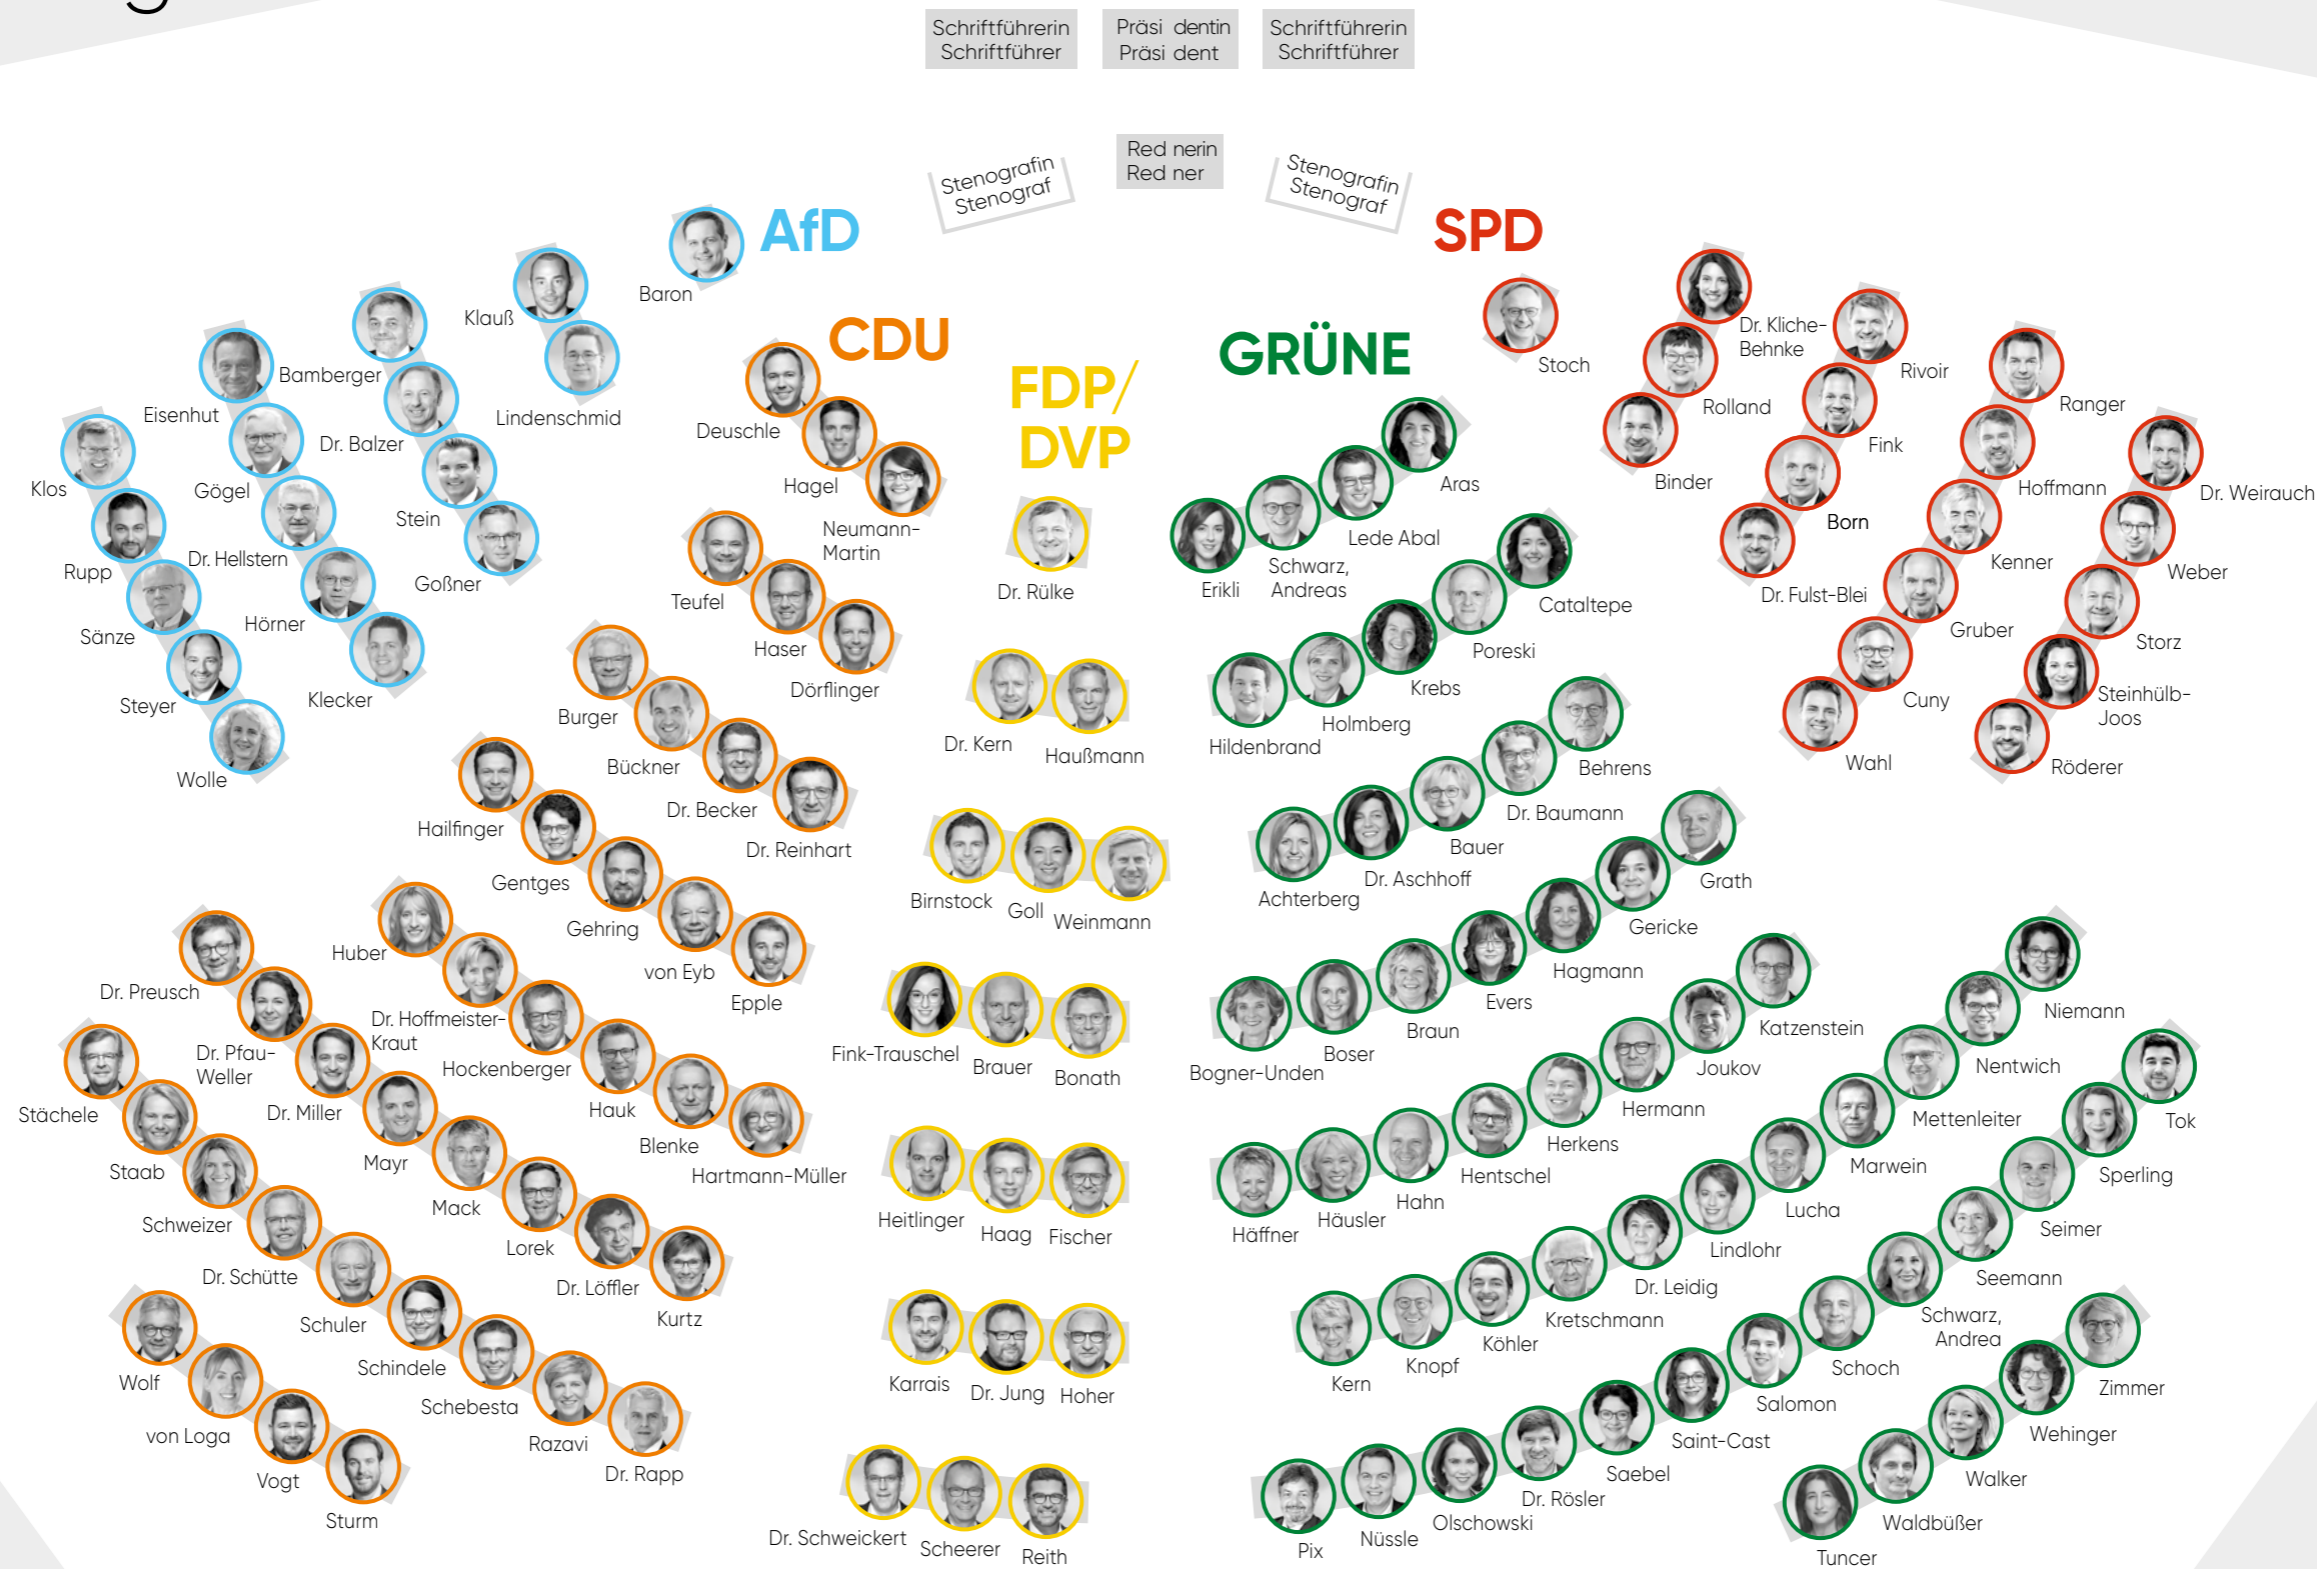 Schriftführerin
Schriftführer
Präsi dentin
Präsi dent
Schriftführerin
Schriftführer
Red nerin
Red ner
Stenografin
Stenograf
Stenografin
Stenograf
AfD
Baron
Klauß
Lindenschmid
Bamberger
Dr. Balzer
Stein
Goßner
Eisenhut
Gögel
Dr. Hellstern
Hörner
Klecker
Klos
Rupp
Sänze
Steyer
Wolle
CDU
Deuschle
Hagel
Neumann-
Martin
Teufel
Haser
Dörflinger
Burger
Bückner
Dr. Becker
Dr. Reinhart
Hailfinger
Gentges
Gehring
von Eyb
Epple
Huber
Dr. Hoffmeister-
Kraut
Hockenberger
Hauk
Blenke
Hartmann-Müller
Dr. Preusch
Dr. Pfau-
Weller
Dr. Miller
Mayr
Mack
Lorek
Dr. Löffler
Kurtz
Stächele
Staab
Schweizer
Dr. Schütte
Schuler
Schindele
Schebesta
Razavi
Dr. Rapp
Wolf
von Loga
Vogt
Sturm
FDP/
DVP
Dr. Rülke
Dr. Kern
Haußmann
Birnstock
Goll
Weinmann
Fink-Trauschel
Brauer
Bonath
Heitlinger
Haag
Fischer
Karrais
Dr. Jung
Hoher
Dr. Schweickert
Scheerer
Reith
GRÜNE
Erikli
Schwarz,
Andreas
Lede Abal
Aras
Hildenbrand
Holmberg
Krebs
Poreski
Cataltepe
Achterberg
Dr. Aschhoff
Bauer
Dr. Baumann
Behrens
Bogner-Unden
Boser
Braun
Evers
Hagmann
Gericke
Grath
Häffner
Häusler
Hahn
Hentschel
Herkens
Hermann
Joukov
Katzenstein
Kern
Knopf
Köhler
Kretschmann
Dr. Leidig
Lindlohr
Lucha
Marwein
Mettenleiter
Nentwich
Niemann
Pix
Nüssle
Olschowski
Dr. Rösler
Saebel
Saint-Cast
Salomon
Schoch
Schwarz,
Andrea
Seemann
Seimer
Sperling
Tok
Tuncer
Waldbüßer
Walker
Wehinger
Zimmer
SPD
Stoch
Dr. Kliche-
Behnke
Rolland
Binder
Rivoir
Fink
Born
Dr. Fulst-Blei
Ranger
Hoffmann
Kenner
Gruber
Cuny
Wahl
Dr. Weirauch
Weber
Storz
Steinhülb-
Joos
Röderer